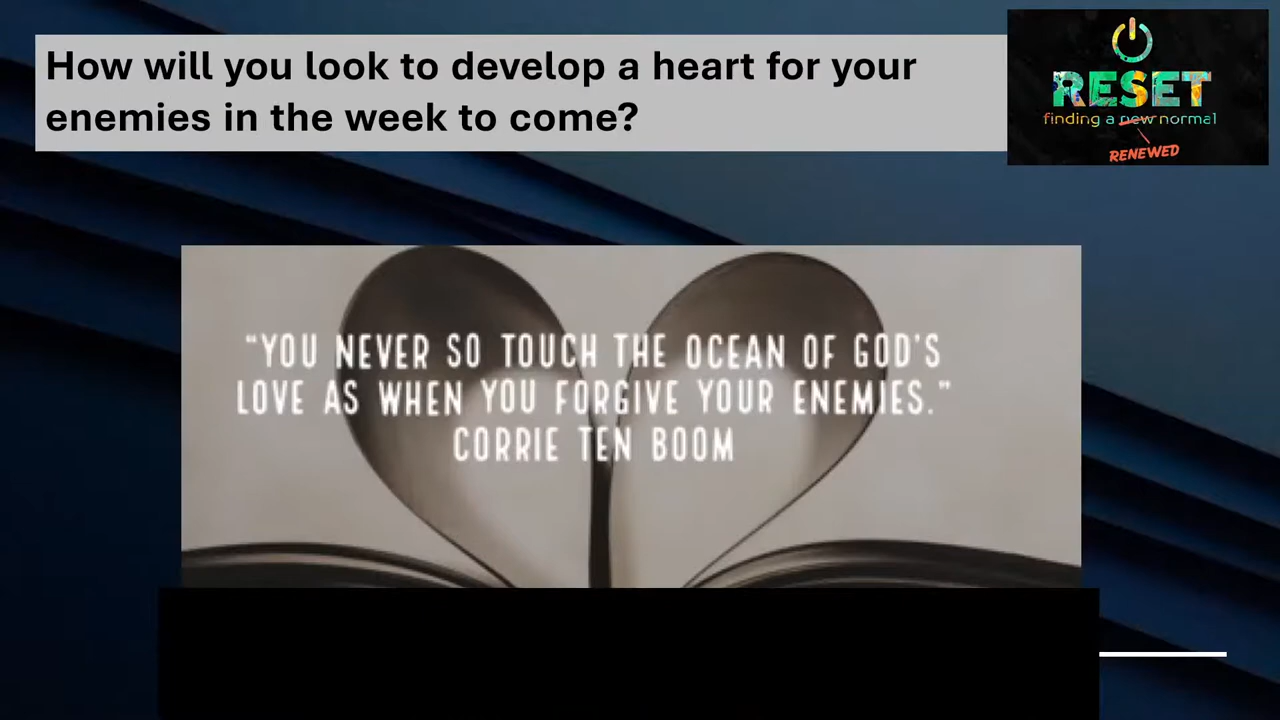 How will you look to develop a heart for your
enemies in the week to come?
RESET
finding a new normal
RENEWED
“YOU NEVER SO TOUCH THE OCEAN OF GOD’S
LOVE AS WHEN YOU FORGIVE YOUR ENEMIES.”
CORRIE TEN BOOM